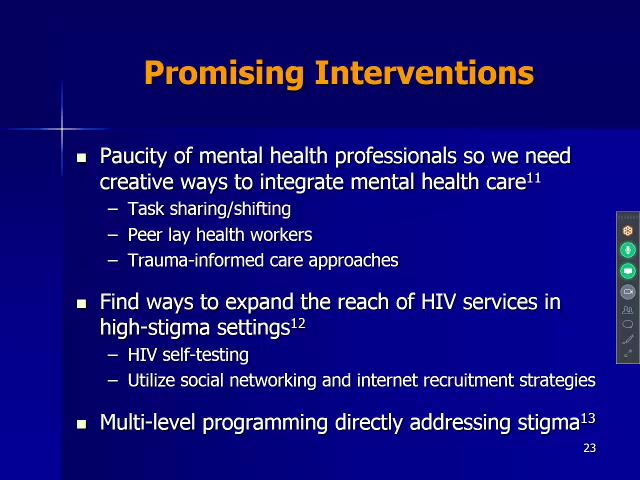 Promising Interventions
■ Paucity of mental health professionals so we need
creative ways to integrate mental health care11
– Task sharing/shifting
– Peer lay health workers
– Trauma-informed care approaches
■ Find ways to expand the reach of HIV services in
high-stigma settings12
– HIV self-testing
– Utilize social networking and internet recruitment strategies
■ Multi-level programming directly addressing stigma13
23